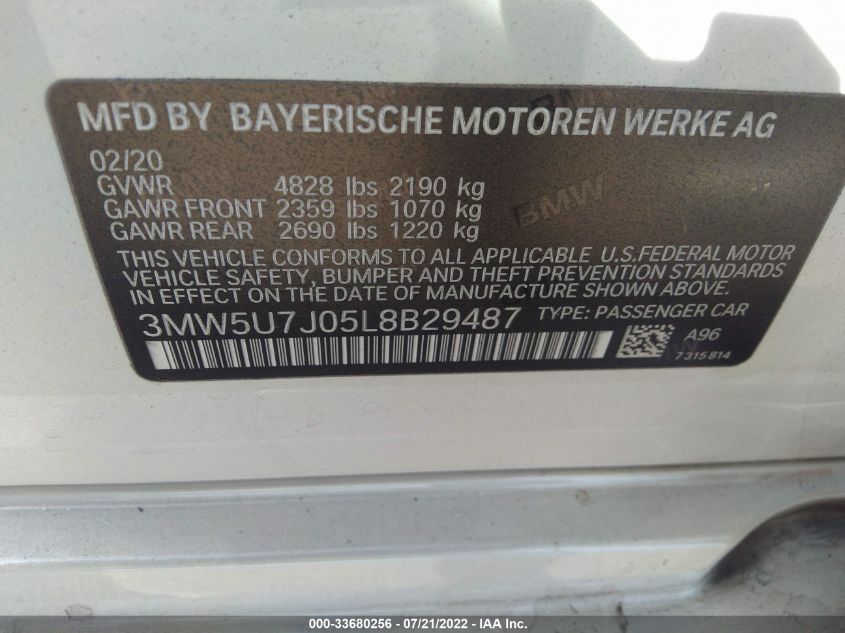 MFD BY BAYERISCHE MOTOREN WERKE AG
02/20
GVWR 4828 lbs 2190 kg
GAWR FRONT 2359 lbs 1070 kg
GAWR REAR 2690 lbs 1220 kg
BMW
THIS VEHICLE CONFORMS TO ALL APPLICABLE U.S.FEDERAL MOTOR
VEHICLE SAFETY, BUMPER AND THEFT PREVENTION STANDARDS
IN EFFECT ON THE DATE OF MANUFACTURE SHOWN ABOVE.
3MW5U7J05L8B29487 TYPE: PASSENGER CAR
A96
7 315 814
000-33680256 - 07/21/2022 - IAA Inc.